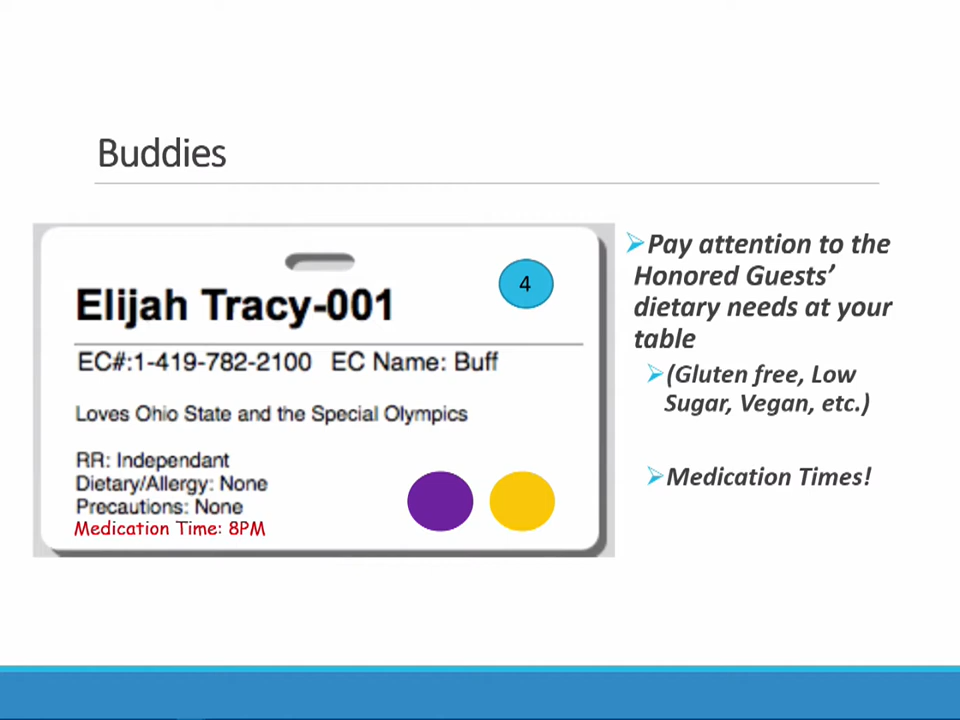 Buddies
Elijah Tracy-001
4
EC#:1-419-782-2100 EC Name: Buff
Loves Ohio State and the Special Olympics
RR: Independant
Dietary/Allergy: None
Precautions: None
Medication Time: 8PM
Pay attention to the
Honored Guests’
dietary needs at your
table
(Gluten free, Low
Sugar, Vegan, etc.)
Medication Times!